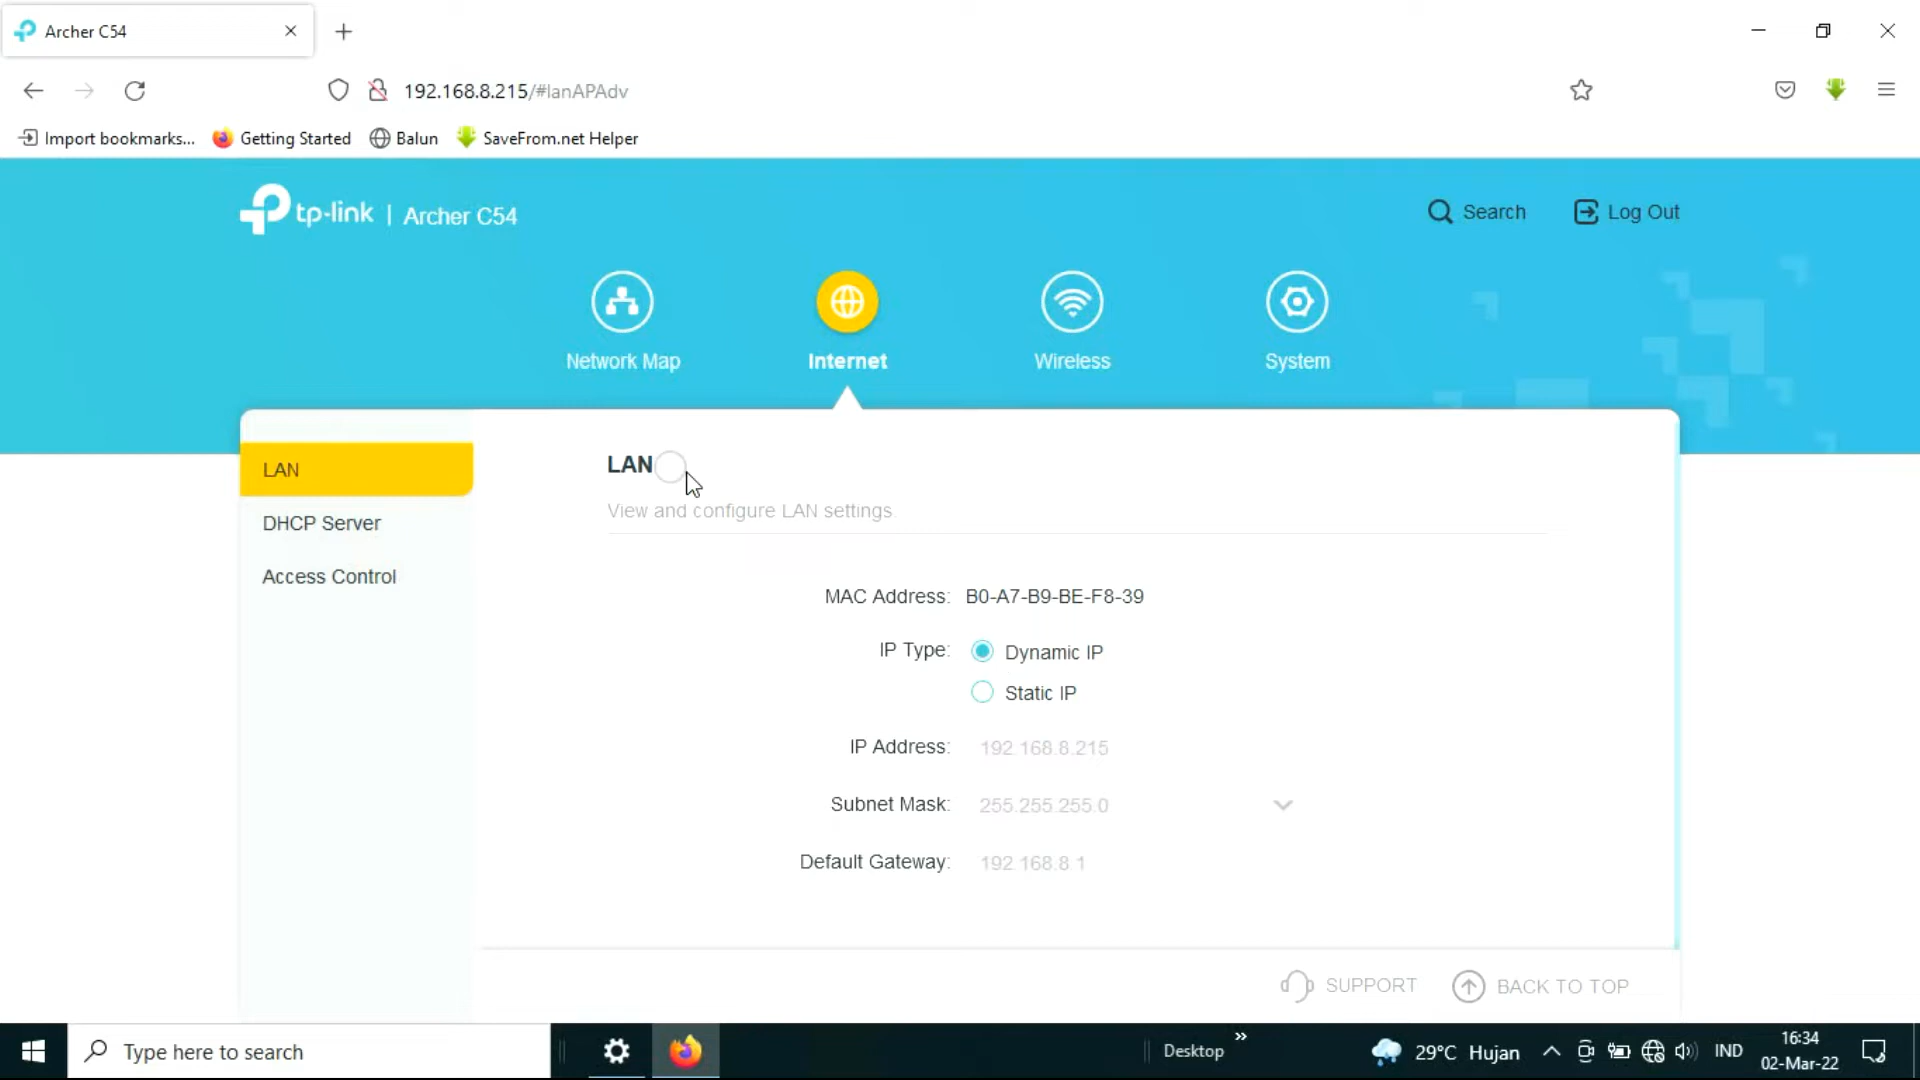 Archer C54
192.168.8.215/#lanAPAdv
Import bookmarks...
Getting Started
Balun
SaveFrom.net Helper
tp-link | Archer C54
Search
Log Out
Network Map
Internet
Wireless
System
LAN
DHCP Server
Access Control
LAN
View and configure LAN settings.
MAC Address: B0-A7-B9-BE-F8-39
IP Type: Dynamic IP
Static IP
IP Address: 192.168.8.215
Subnet Mask: 255.255.255.0
Default Gateway: 192.168.8.1
SUPPORT
BACK TO TOP
Type here to search
Desktop
29°C Hujan
IND
16:34
02-Mar-22